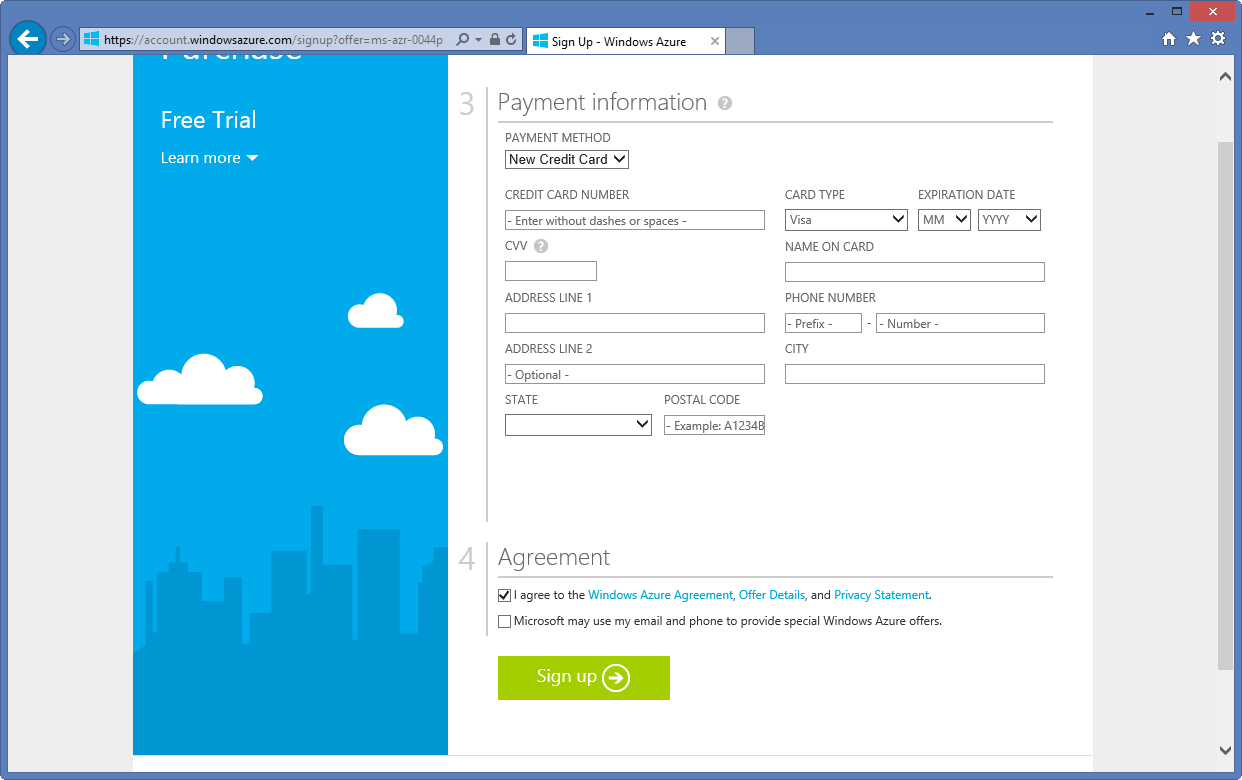 https://account.windowsazure.com/signup?offer=ms-azr-0044p
Sign Up - Windows Azure
Purchase
Free Trial
Learn more
3 Payment information ?
PAYMENT METHOD
New Credit Card
CREDIT CARD NUMBER
- Enter without dashes or spaces -
CARD TYPE
Visa
EXPIRATION DATE
MM YYYY
CVV ?
NAME ON CARD
ADDRESS LINE 1
PHONE NUMBER
- Prefix - - - Number -
ADDRESS LINE 2
- Optional -
CITY
STATE
POSTAL CODE
- Example: A1234B
4 Agreement
I agree to the Windows Azure Agreement, Offer Details, and Privacy Statement.
Microsoft may use my email and phone to provide special Windows Azure offers.
Sign up